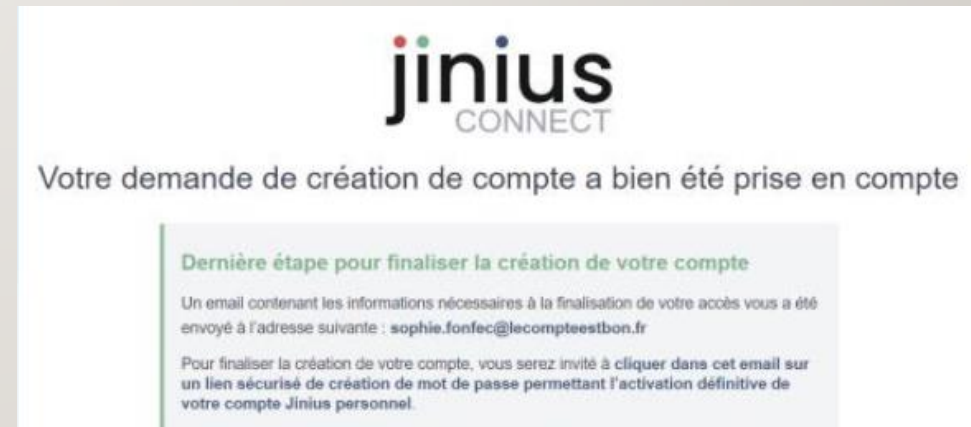 jinius
CONNECT
Votre demande de création de compte a bien été prise en compte
Dernière étape pour finaliser la création de votre compte
Un email contenant les informations nécessaires à la finalisation de votre accès vous a été
envoyé à l'adresse suivante : sophie.fonfec@lecompteestbon.fr
Pour finaliser la création de votre compte, vous serez invité à cliquer dans cet email sur
un lien sécurisé de création de mot de passe permettant l'activation définitive de
votre compte Jinius personnel.